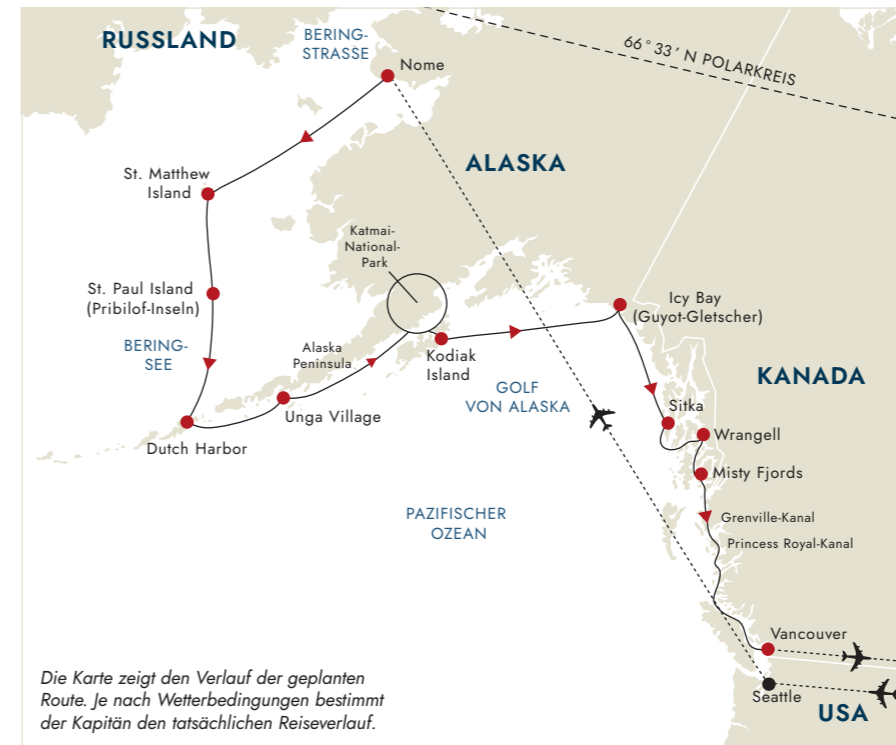 RUSSLAND
BERING-
STRASSE
Nome
66°33’ N POLARKREIS
ALASKA
St. Matthew
Island
Katmai-
National-
Park
St. Paul Island
(Pribilof-Inseln)
Icy Bay
(Guyot-Gletscher)
BERING-
SEE
Alaska
Peninsula
Kodiak
Island
KANADA
GOLF
VON ALASKA
Sitka
Unga Village
Dutch Harbor
Wrangell
Misty Fjords
PAZIFISCHER
OZEAN
Grenville-Kanal
Princess Royal-Kanal
Vancouver
Seattle
USA
Die Karte zeigt den Verlauf der geplanten
Route. Je nach Wetterbedingungen bestimmt
der Kapitän den tatsächlichen Reiseverlauf.